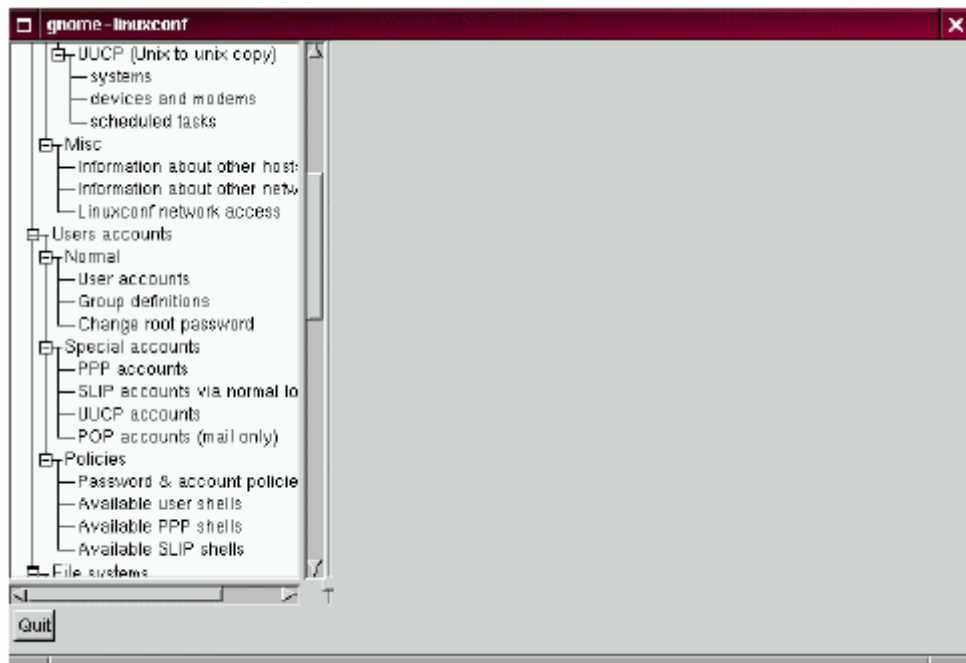 gnome-linuxconf
UUCP (Unix to unix copy)
systems
devices and modems
scheduled tasks
Misc
Information about other hosts
Information about other netw
Linuxconf network access
Users accounts
Normal
User accounts
Group definitions
Change root password
Special accounts
PPP accounts
SLIP accounts via normal lo
UUCP accounts
POP accounts (mail only)
Policies
Password & account policie
Available user shells
Available PPP shells
Available SLIP shells
File systems
Quit